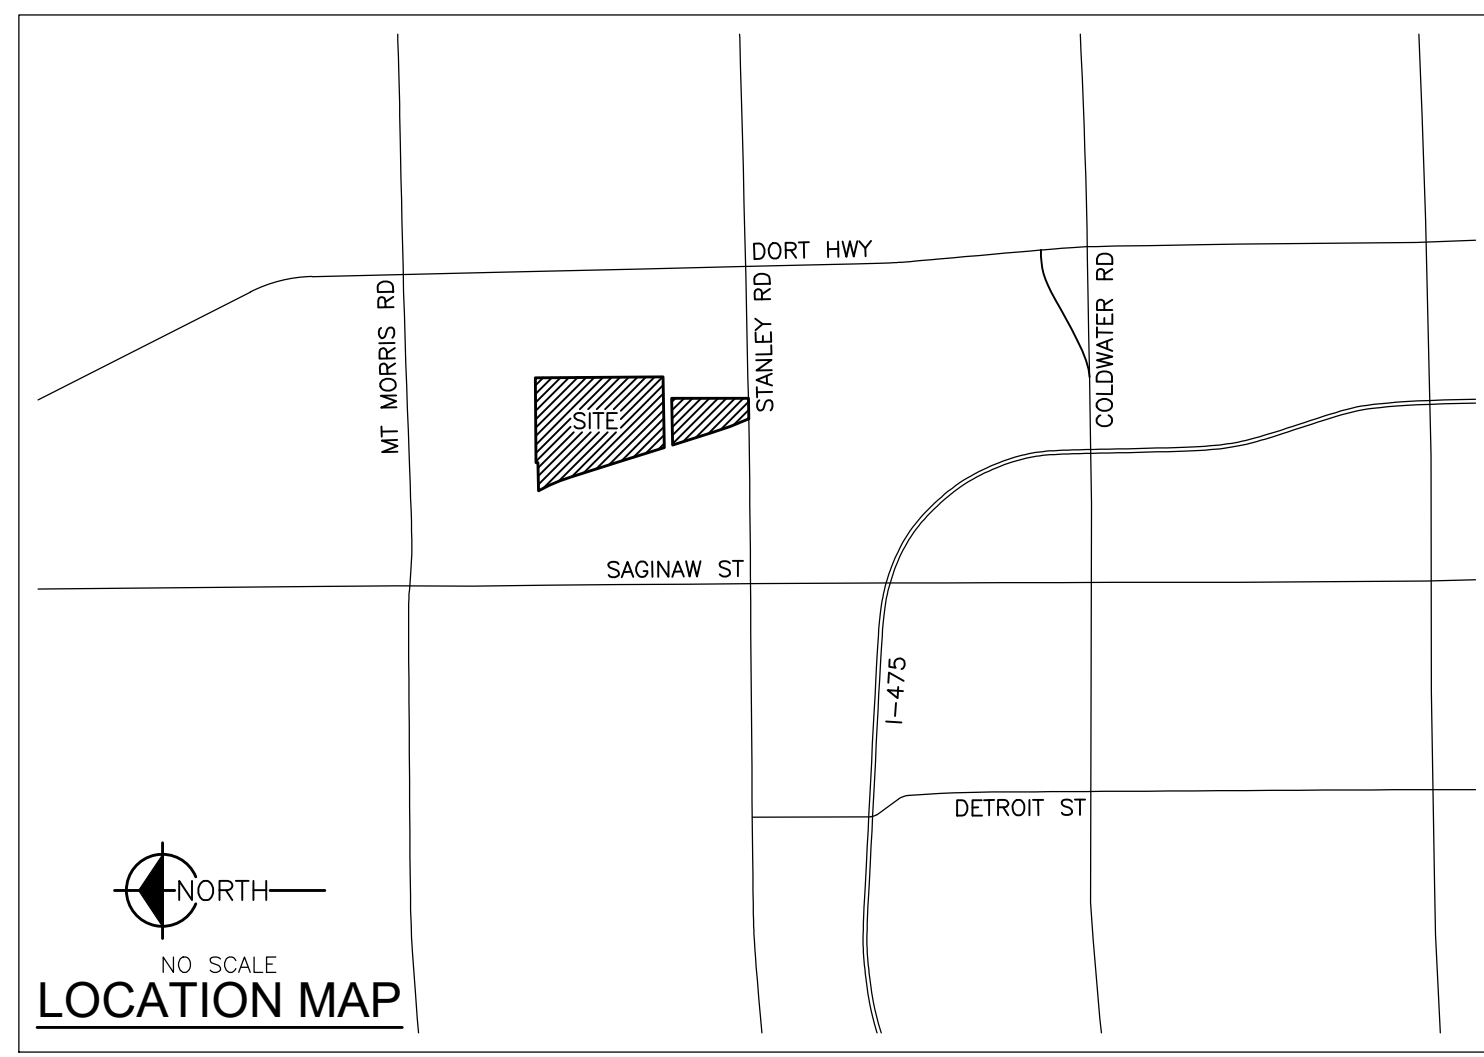 DORT HWY
MT MORRIS RD
STANLEY RD
COLDWATER RD
SITE
SAGINAW ST
I-475
DETROIT ST
NORTH
NO SCALE
LOCATION MAP